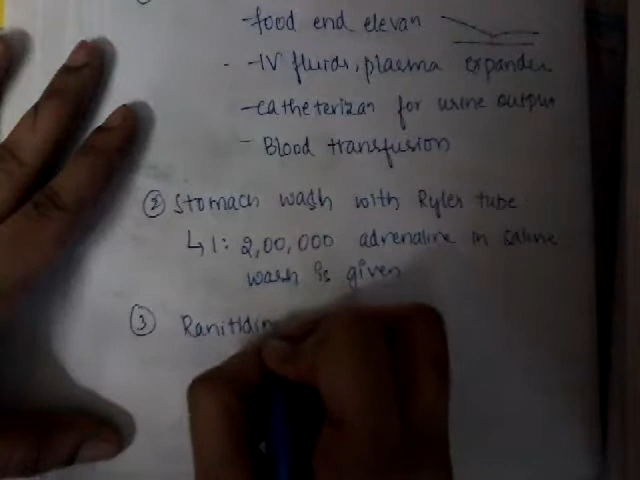 -food end elevan
- -IV fluids, plasma expander
-catheterizan for urine output
- Blood transfusion
② Stomach wash with Ryles tube
↳ 1: 2,00,000 adrenaline in saline
wash is given
③ Ranitidin